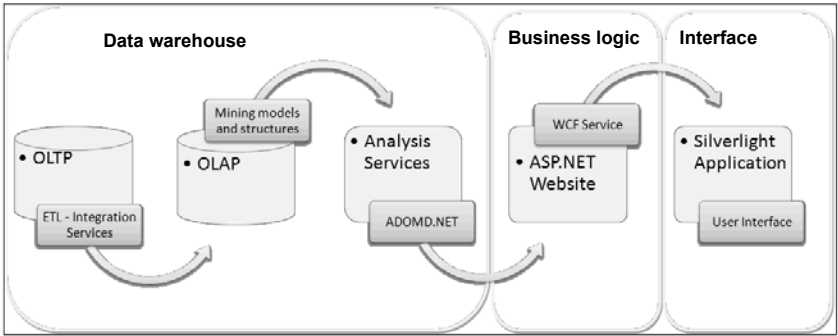 Data warehouse
Business logic
Interface
Mining models
and structures
WCF Service
• OLTP
• OLAP
• Analysis
Services
• ASP.NET
Website
• Silverlight
Application
ETL - Integration
Services
ADOMD.NET
User Interface